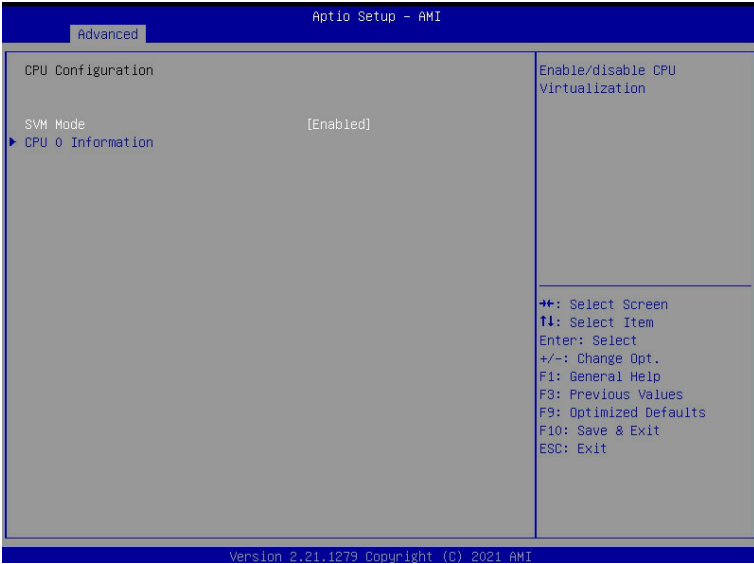 Aptio Setup – AMI
Advanced
CPU Configuration
SVM Mode [Enabled]
CPU 0 Information
Enable/disable CPU
Virtualization
→←: Select Screen
↑↓: Select Item
Enter: Select
+/-: Change Opt.
F1: General Help
F3: Previous Values
F9: Optimized Defaults
F10: Save & Exit
ESC: Exit
Version 2.21.1279 Copyright (C) 2021 AMI